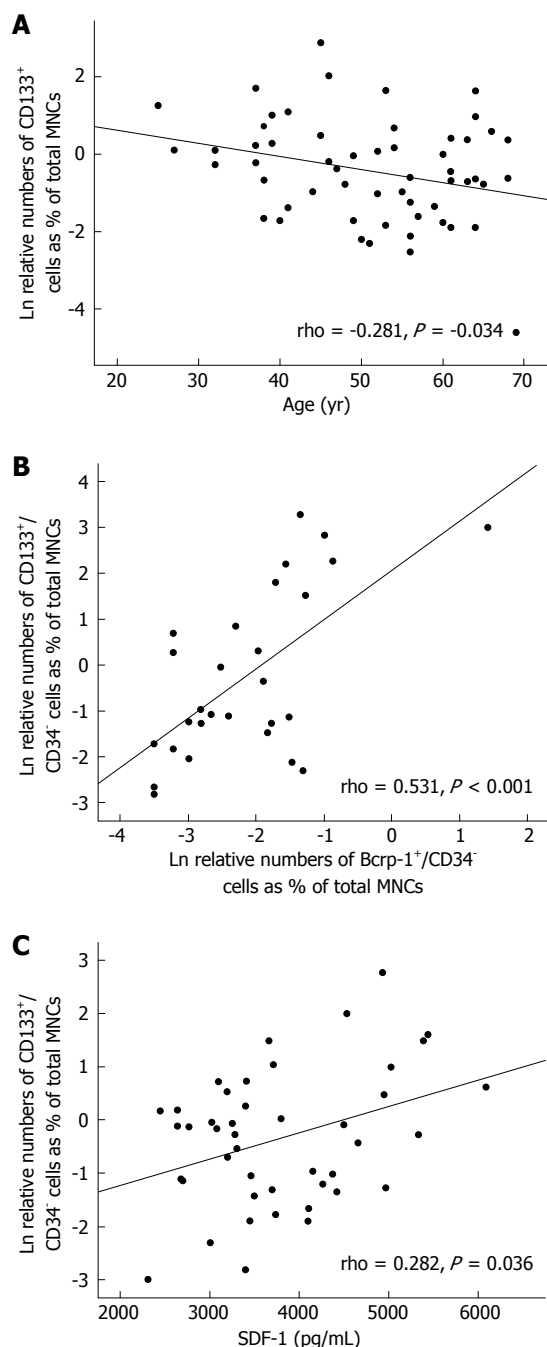 A
Ln relative numbers of CD133⁺
cells as % of total MNCs
2
0
-2
-4
rho = -0.281, P = -0.034
20 30 40 50 60 70
Age (yr)
B
Ln relative numbers of CD133⁺/
CD34⁻ cells as % of total MNCs
4
3
2
1
0
-1
-2
-3
rho = 0.531, P < 0.001
-4 -3 -2 -1 0 1 2
Ln relative numbers of Bcrp-1⁺/CD34⁻
cells as % of total MNCs
C
Ln relative numbers of CD133⁺/
CD34⁻ cells as % of total MNCs
3
2
1
0
-1
-2
-3
rho = 0.282, P = 0.036
2000 3000 4000 5000 6000
SDF-1 (pg/mL)